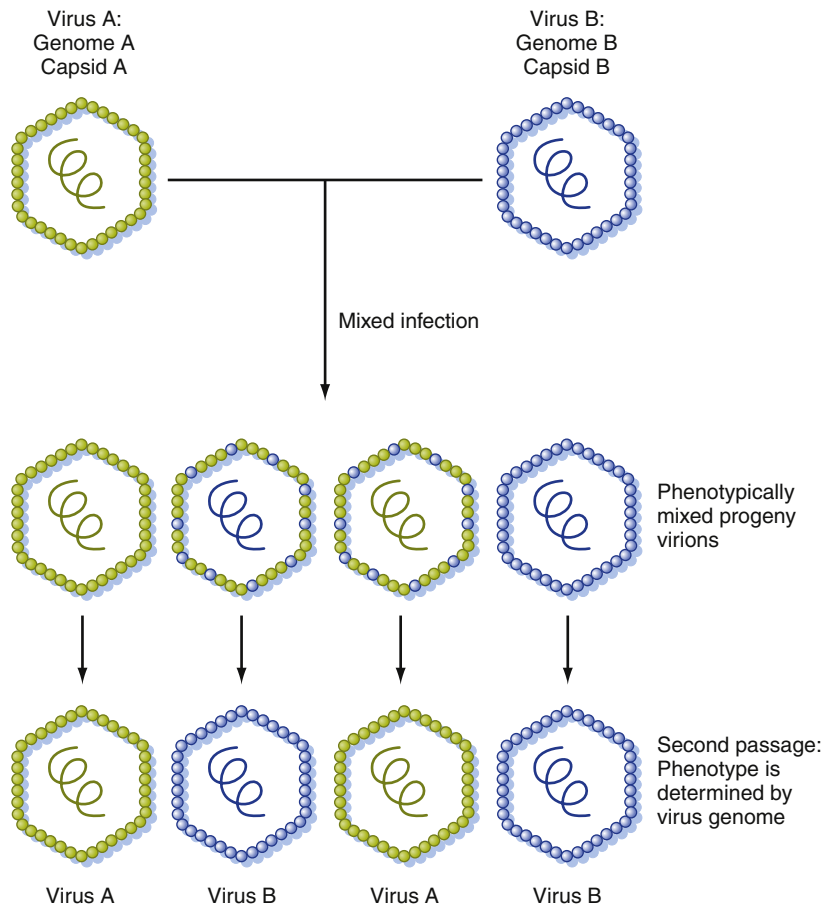 Virus A:
Genome A
Capsid A
Virus B:
Genome B
Capsid B
Mixed infection
Phenotypically
mixed progeny
virions
Second passage:
Phenotype is
determined by
virus genome
Virus A
Virus B
Virus A
Virus B